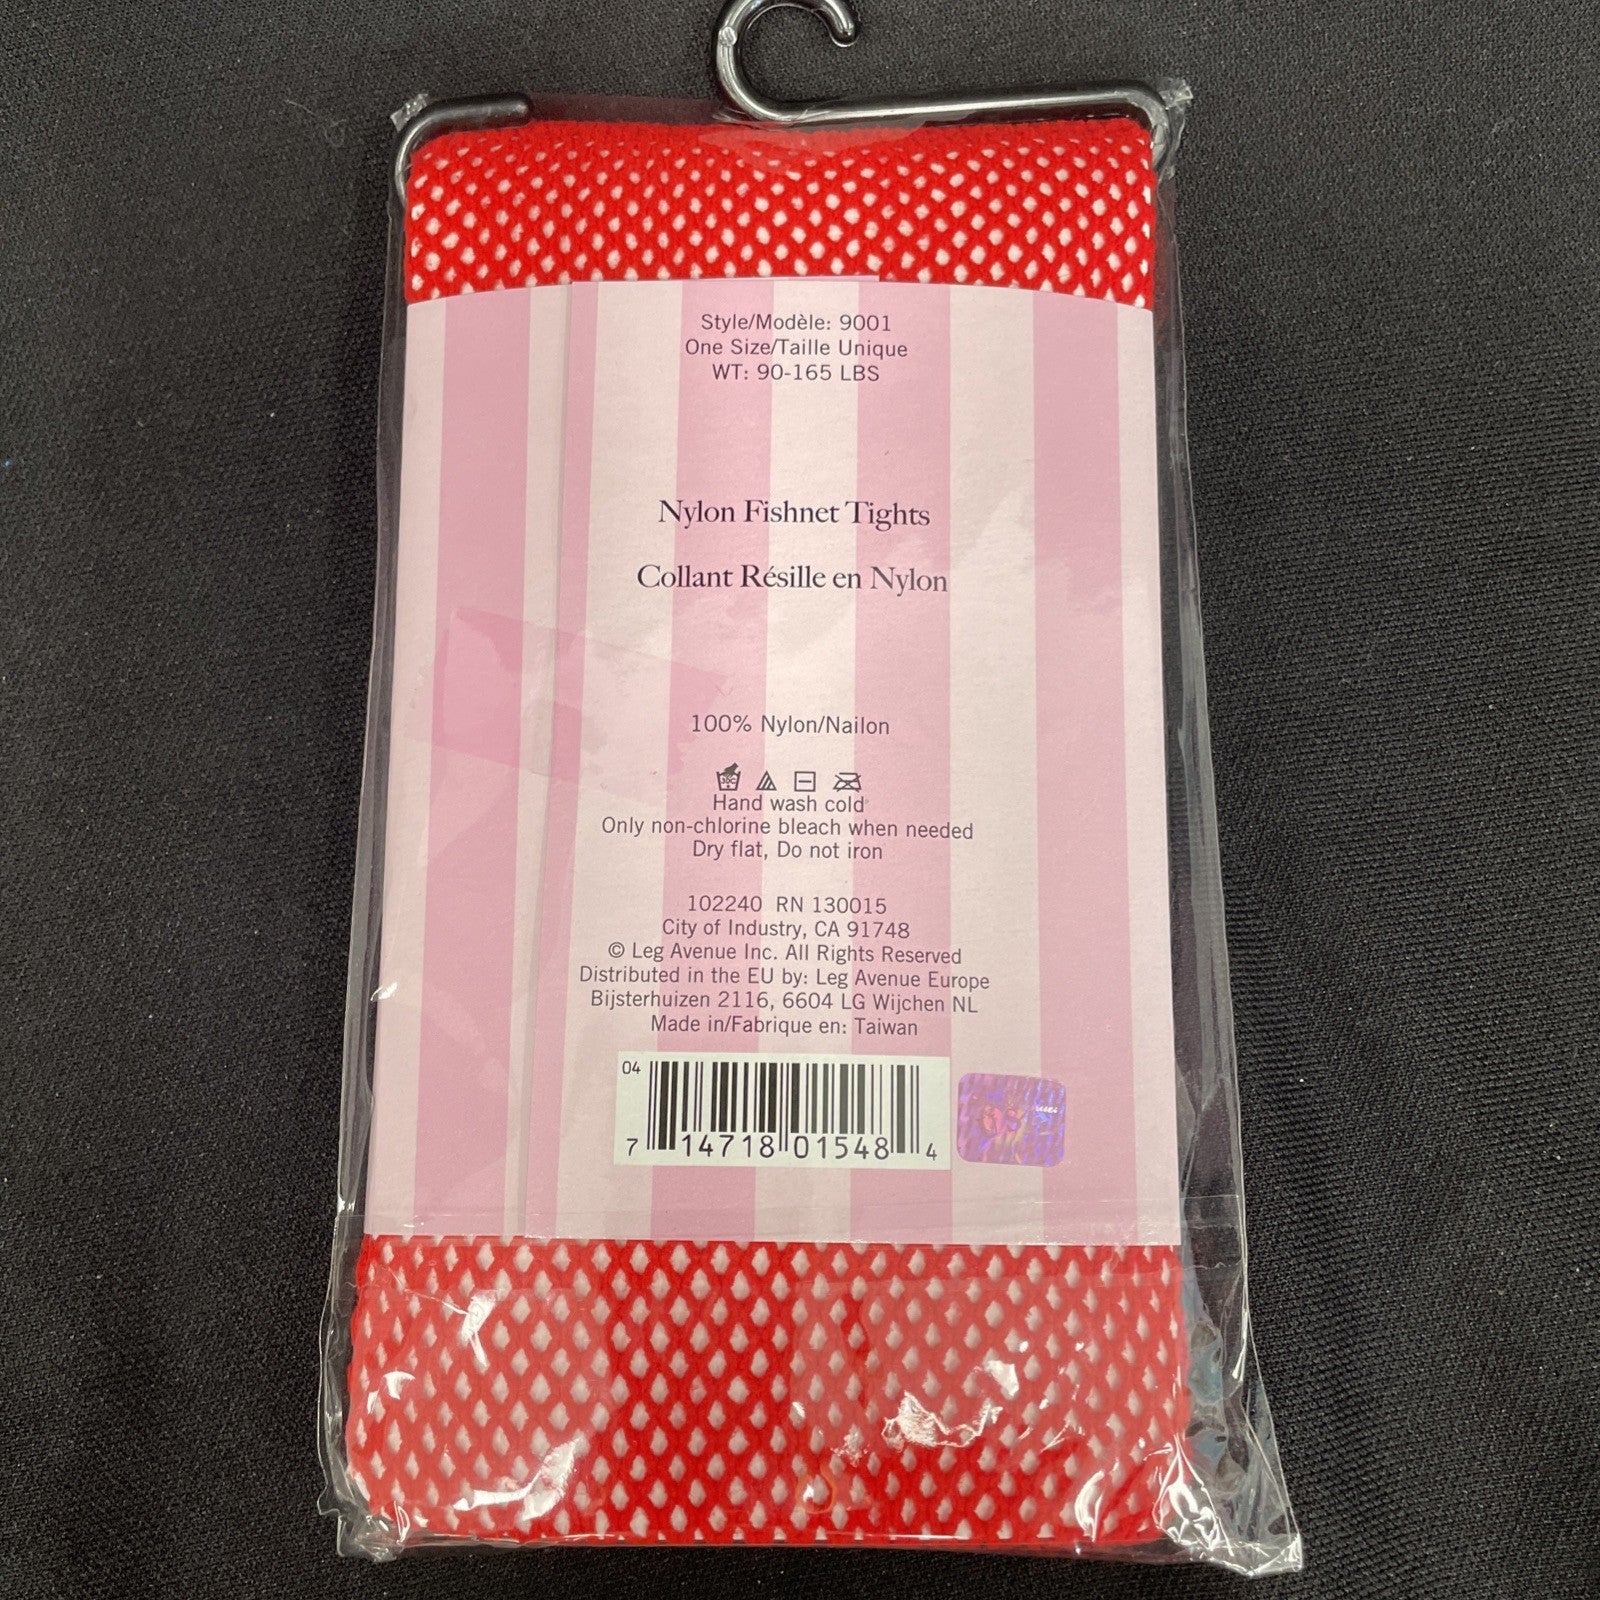 Style/Modèle: 9001
One Size/Taille Unique
WT: 90-165 LBS
Nylon Fishnet Tights
Collant Résille en Nylon
100% Nylon/Nailon
Hand wash cold
Only non-chlorine bleach when needed
Dry flat, Do not iron
102240 RN 130015
City of Industry, CA 91748
© Leg Avenue Inc. All Rights Reserved
Distributed in the EU by: Leg Avenue Europe
Bijsterhuizen 2116, 6604 LG Wijchen NL
Made in/Fabrique en: Taiwan
04
7 14718 01548 4